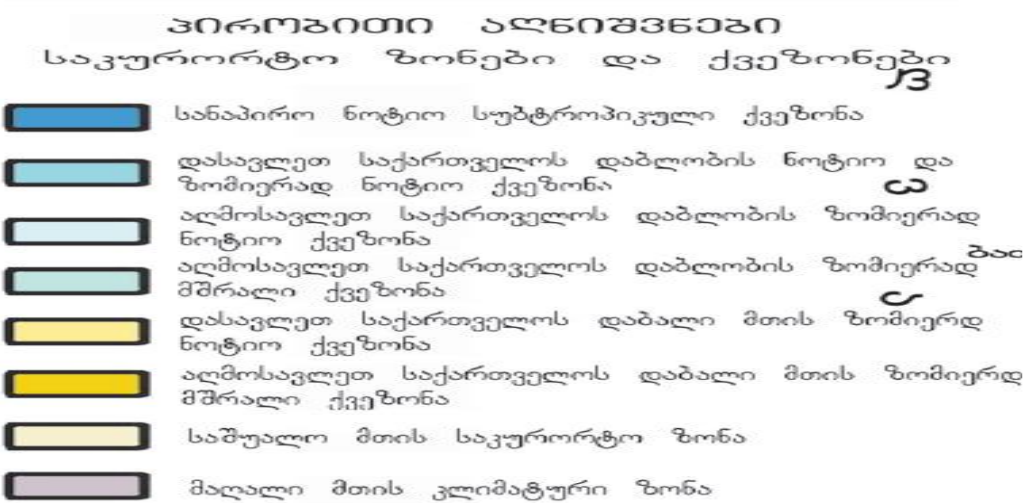 პირობითი აღნიშვნები
საკურორტო ზონები და ქვეზონები
სანაპირო ნოტიო სუბტროპიკული ქვეზონა
დასავლეთ საქართველოს დაბლობის ნოტიო და
ზომიერად ნოტიო ქვეზონა
აღმოსავლეთ საქართველოს დაბლობის ზომიერად
ნოტიო ქვეზონა
აღმოსავლეთ საქართველოს დაბლობის ზომიერად
მშრალი ქვეზონა
დასავლეთ საქართველოს დაბალი მთის ზომიერდ
ნოტიო ქვეზონა
აღმოსავლეთ საქართველოს დაბალი მთის ზომიერდ
მშრალი ქვეზონა
საშუალო მთის საკურორტო ზონა
მაღალი მთის კლიმატური ზონა